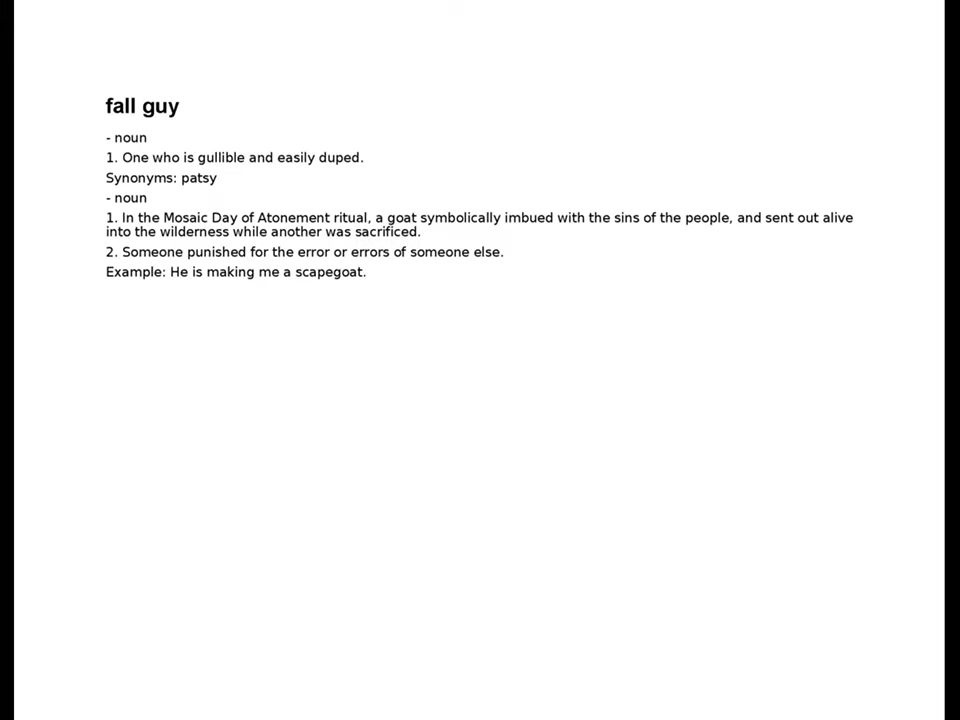 fall guy
- noun
1. One who is gullible and easily duped.
Synonyms: patsy
- noun
1. In the Mosaic Day of Atonement ritual, a goat symbolically imbued with the sins of the people, and sent out alive
into the wilderness while another was sacrificed.
2. Someone punished for the error or errors of someone else.
Example: He is making me a scapegoat.